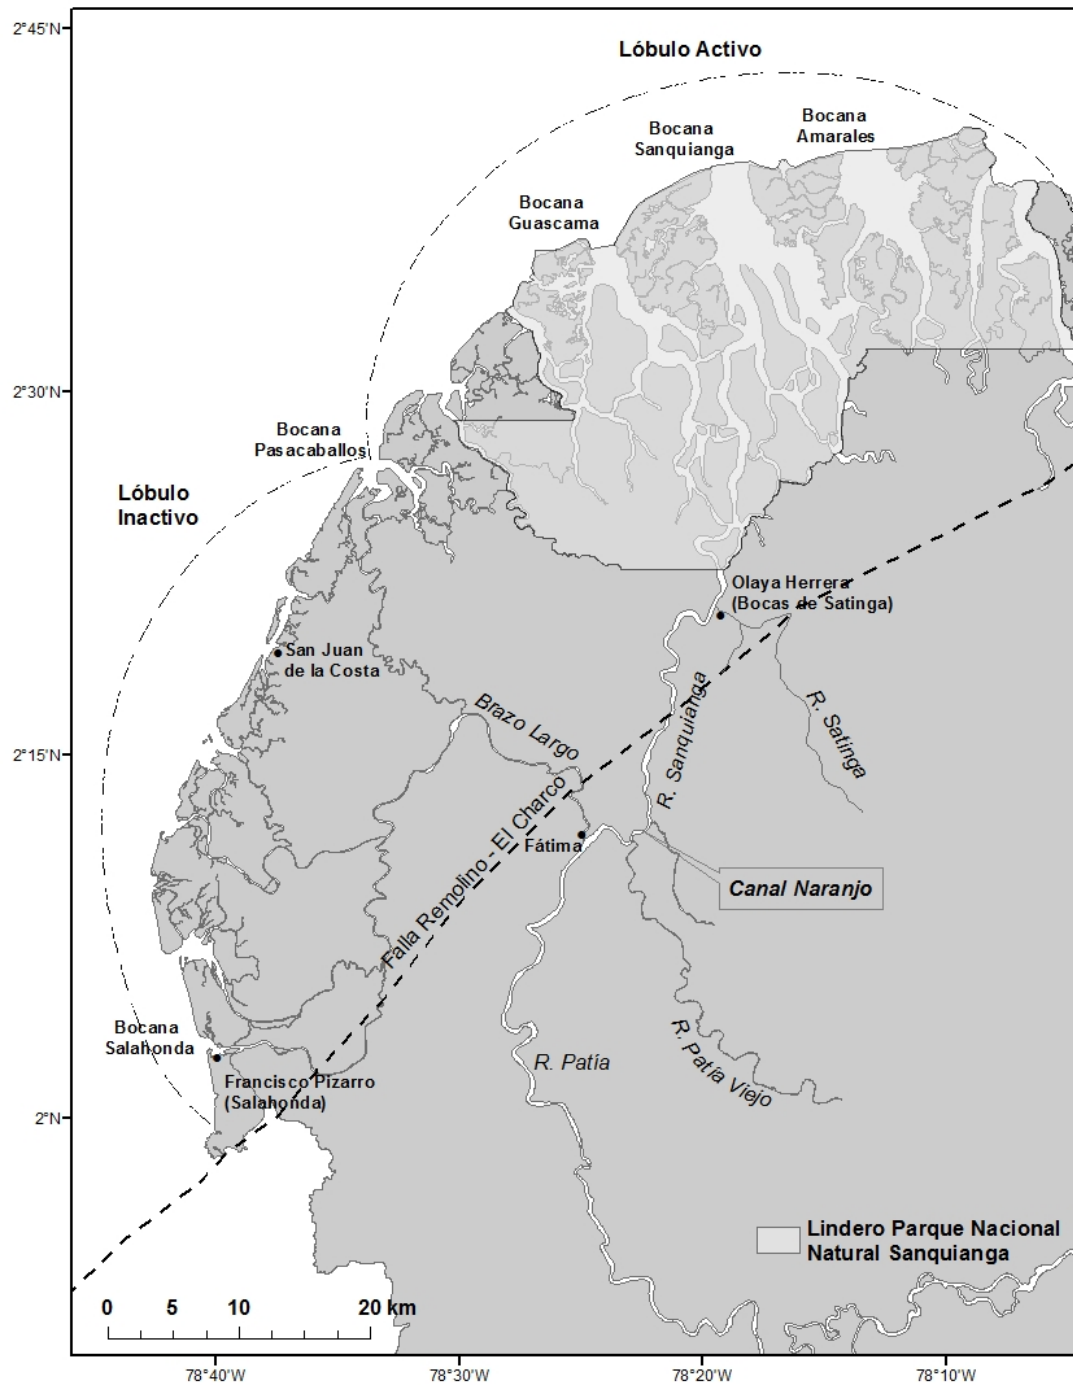 2°45'N
Lóbulo Activo
Bocana
Amarales
Bocana
Sanquianga
Bocana
Guascama
2°30'N
Bocana
Pasacaballos
Lóbulo
Inactivo
Olaya Herrera
(Bocas de Satinga)
San Juan
de la Costa
Brazo Largo
R. Sanquianga
R. Satinga
2°15'N
Falla Remolino - El Charco
Fátima
Canal Naranjo
Bocana
Salahonda
R. Patía
R. Patía Viejo
Francisco Pizarro
(Salahonda)
2°N
Lindero Parque Nacional
Natural Sanquianga
0 5 10 20 km
78°40'W 78°30'W 78°20'W 78°10'W